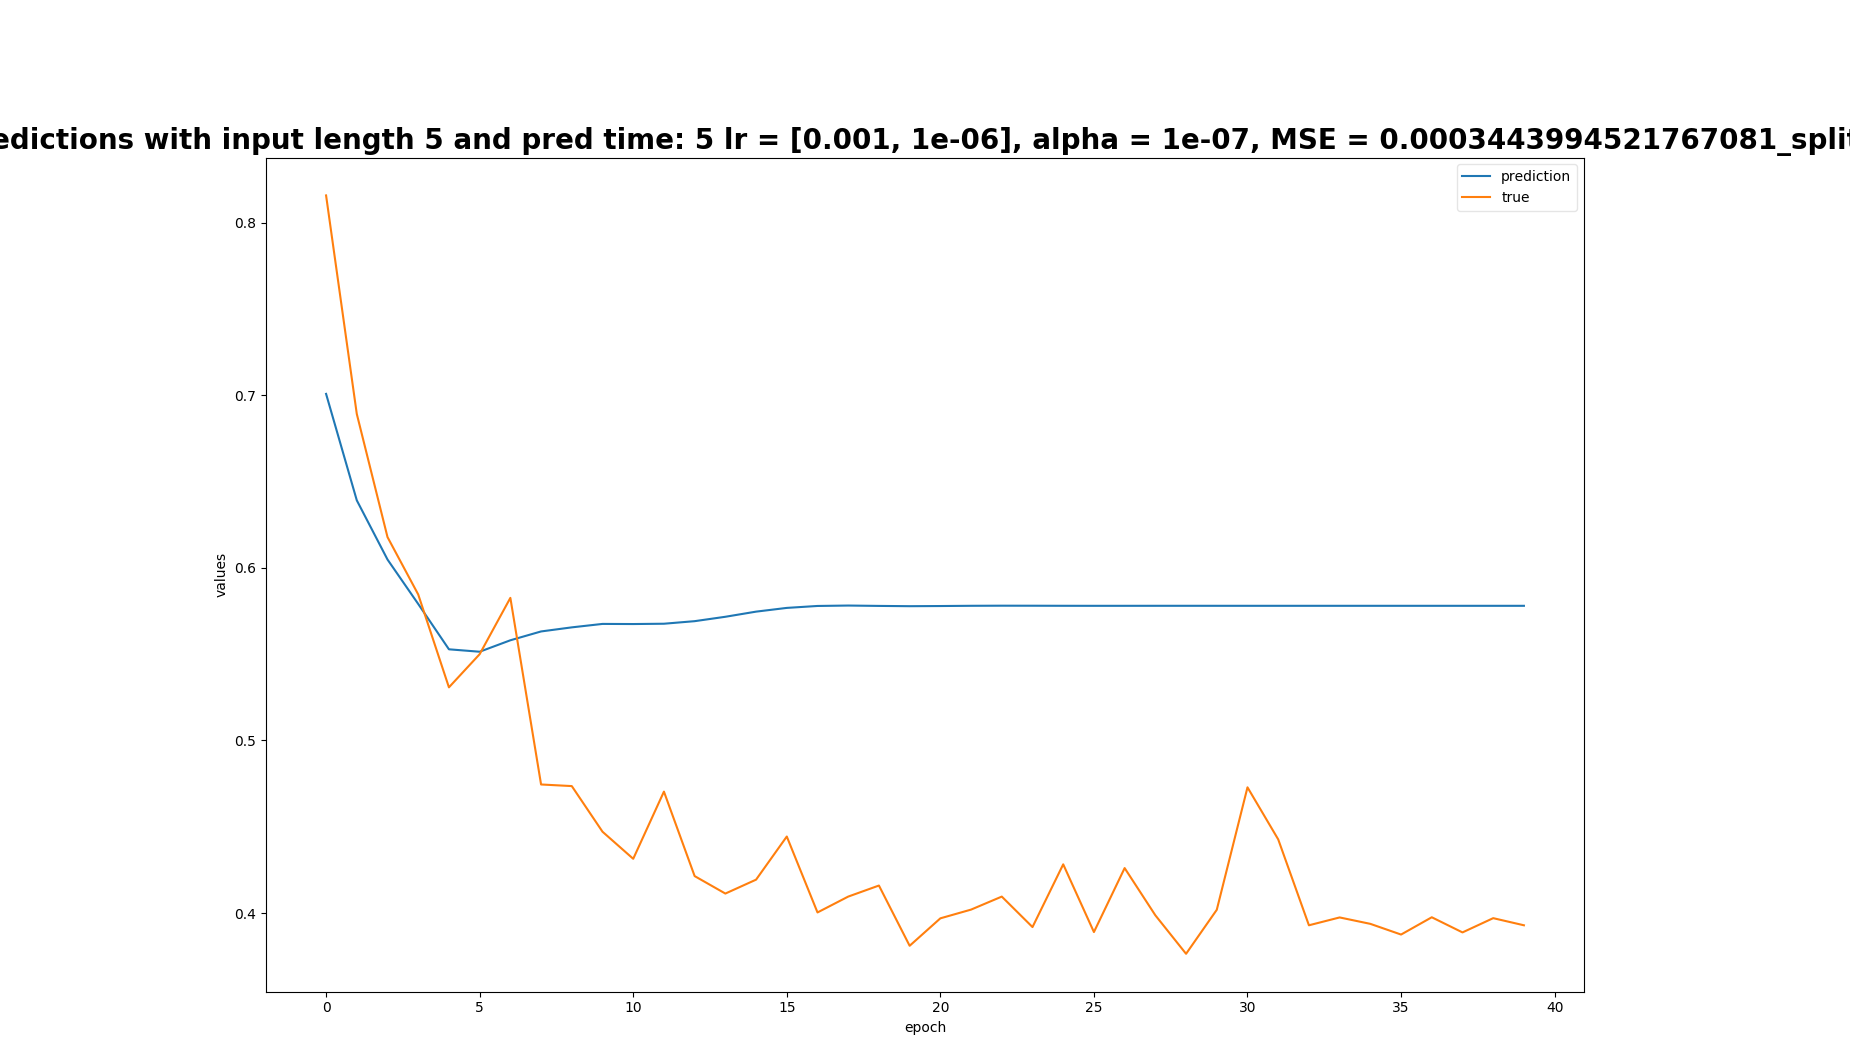 edictions with input length 5 and pred time: 5 lr = [0.001, 1e-06], alpha = 1e-07, MSE = 0.0003443994521767081_split
prediction
true
0.8
0.7
0.6
0.5
0.4
values
0 5 10 15 20 25 30 35 40
epoch